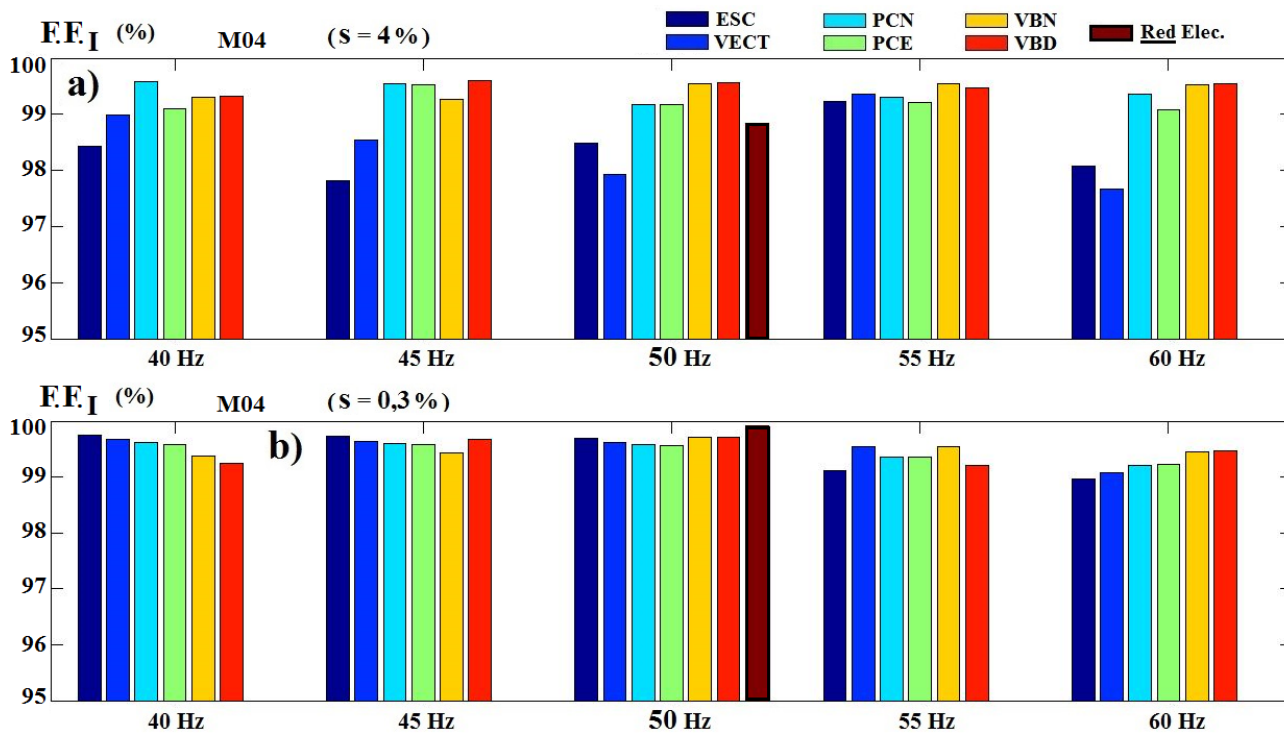 F.F.I (%) M04 (S = 4%)
ESC PCN VBN Red Elec.
VECT PCE VBD
a)
100
99
98
97
96
95
40 Hz 45 Hz 50 Hz 55 Hz 60 Hz
F.F.I (%) M04 (S = 0,3%)
b)
100
99
98
97
96
95
40 Hz 45 Hz 50 Hz 55 Hz 60 Hz